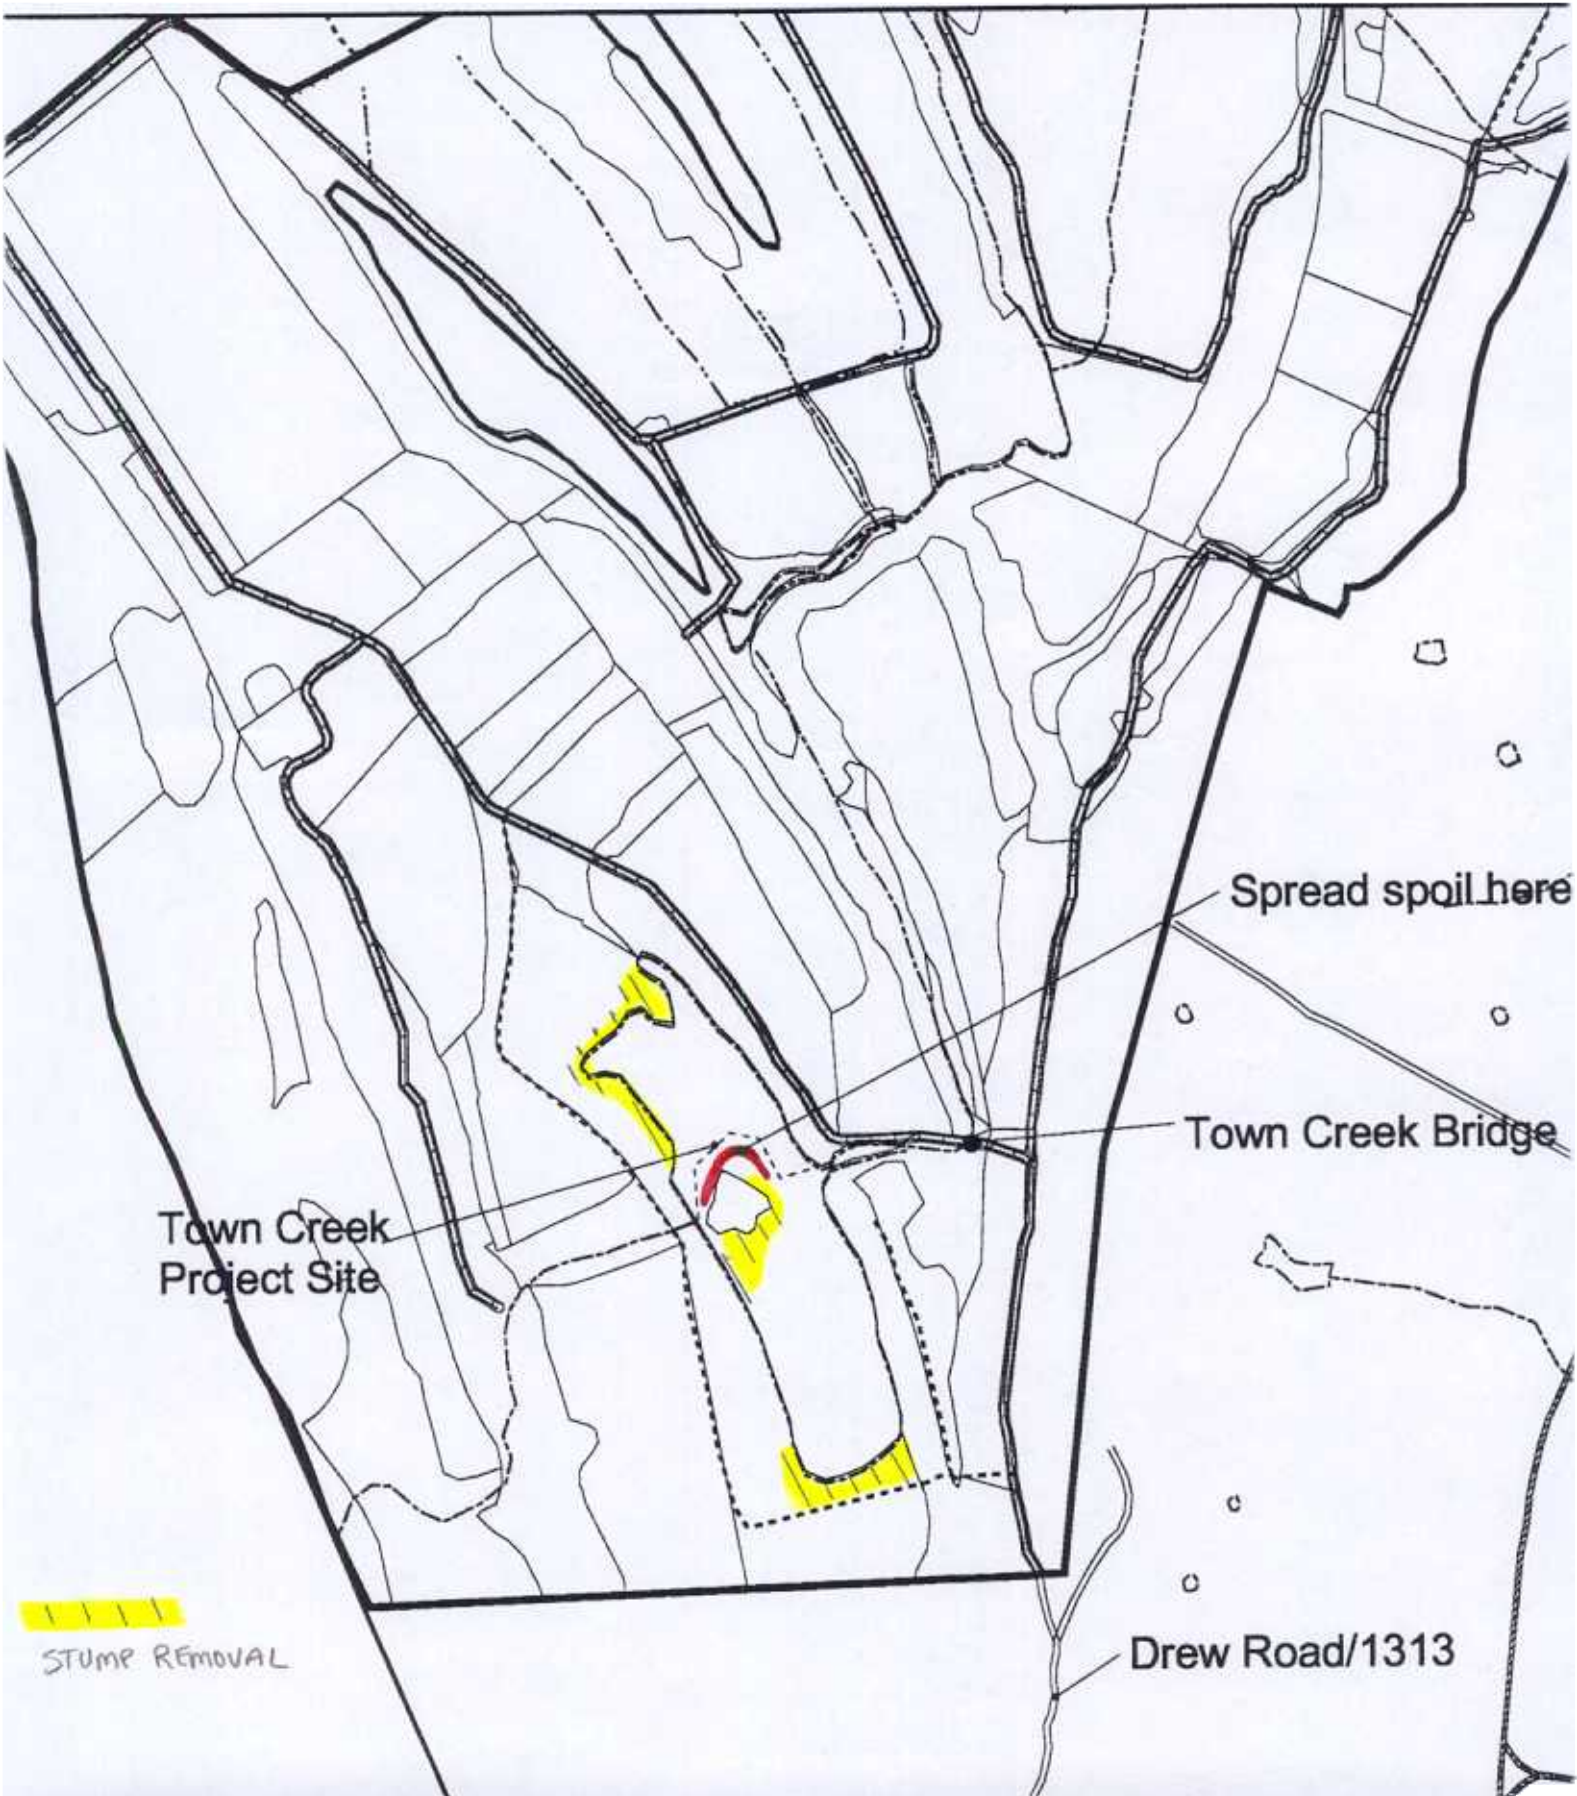 Spread spoil here
Town Creek Bridge
Town Creek
Project Site
STUMP REMOVAL
Drew Road/1313